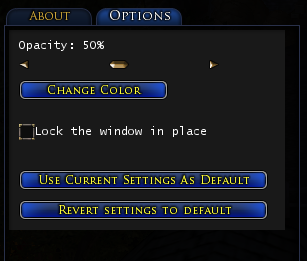 About Options
Opacity: 50%
Change Color
Lock the window in place
Use Current Settings As Default
Revert settings to default